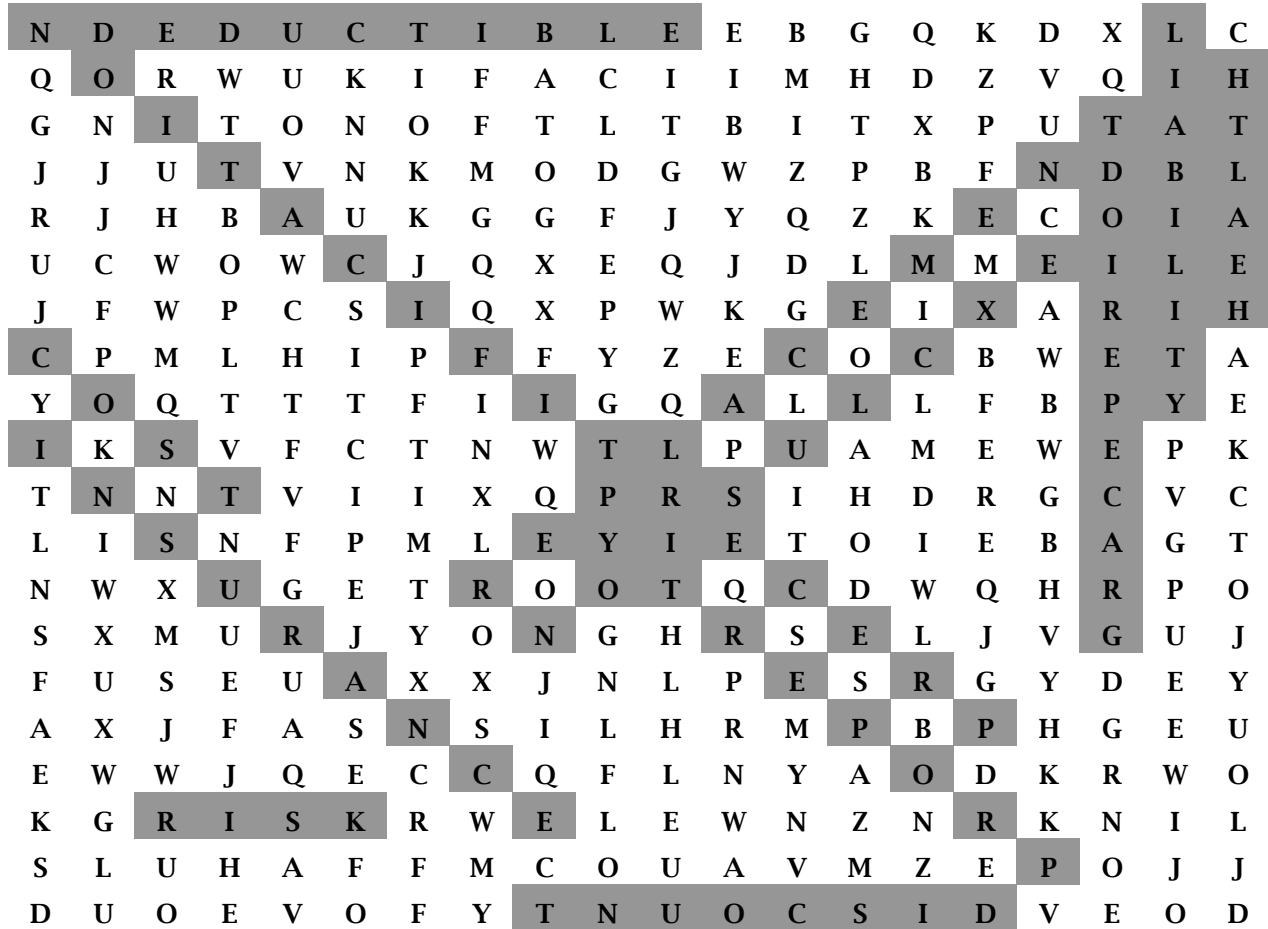 N D E D U C T I B L E E B G Q K D X L C
Q O R W U K I F A C I I M H D Z V Q I H
G N I T O N O F T L T B I T X P U T A T
J J U T V N K M O D G W Z P B F N D B L
R J H B A U K G G F J Y Q Z K E C O I A
U C W O W C J Q X E Q J D L M M E I L E
J F W P C S I Q X P W K G E I X A R I H
C P M L H I P F F Y Z E C O C B W E T A
Y O Q T T T F I I G Q A L L L F B P Y E
I K S V F C T N W T L P U A M E W E P K
T N N T V I I X Q P R S I H D R G C V C
L I S N F P M L E Y I E T O I E B A G T
N W X U G E T R O O T Q C D W Q H R P O
S X M U R J Y O N G H R S E L J V G U J
F U S E U A X X J N L P E S R G Y D E Y
A X J F A S N S I L H R M P B P H G E U
E W W J Q E C C Q F L N Y A O D K R W O
K G R I S K R W E L E W N Z N R K N I L
S L U H A F F M C O U A V M Z E P O J J
D U O E V O F Y T N U O C S I D V E O D